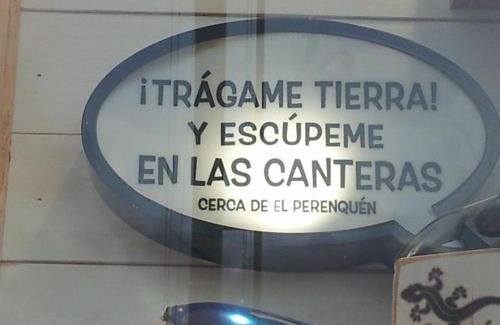 ¡TRÁGAME TIERRA!
Y ESCÚPEME
EN LAS CANTERAS
CERCA DE EL PERENQUÉN